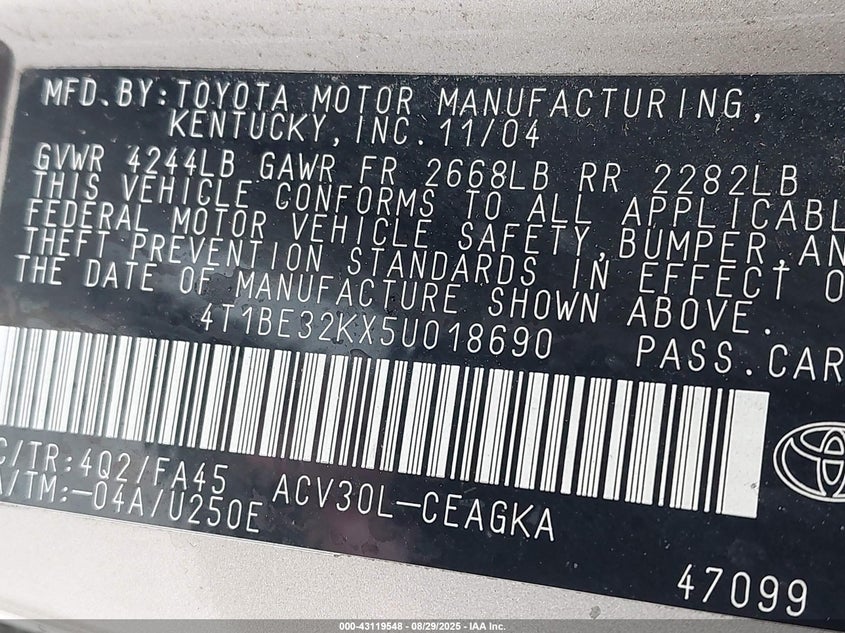 MFD.BY:TOYOTA MOTOR MANUFACTURING,
KENTUCKY,INC.11/04
GVWR 4244LB GAWR FR 2668LB RR 2282LB
THIS VEHICLE CONFORMS TO ALL APPLICABL
FEDERAL MOTOR VEHICLE SAFETY,BUMPER,AN
THEFT PREVENTION STANDARDS IN EFFECT O
THE DATE OF MANUFACTURE SHOWN ABOVE.
4T1BE32KX5U018690 PASS.CAR
C/TR:4Q2/FA45 ACV30L-CEAGKA
A/TM:-04A/U250E
47099
000-43119548 - 08/29/2025 - IAA Inc.